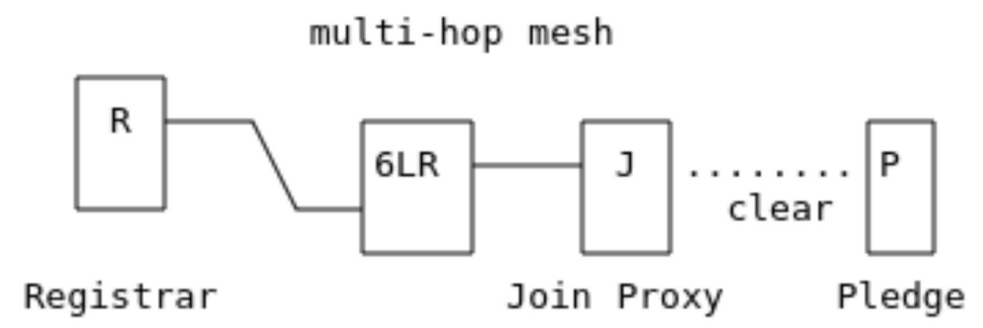 multi-hop mesh
R
6LR
J
........
P
clear
Registrar
Join Proxy
Pledge